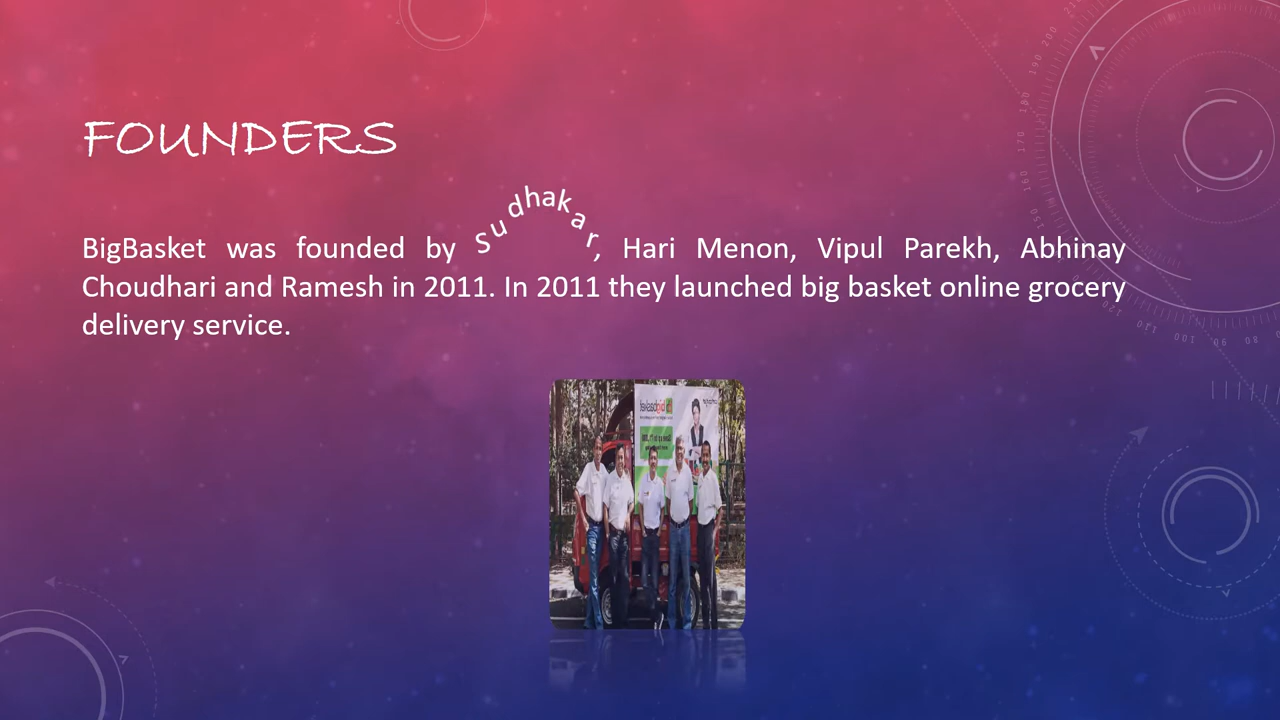 FOUNDERS
BigBasket was founded by Sudhakar, Hari Menon, Vipul Parekh, Abhinay
Choudhari and Ramesh in 2011. In 2011 they launched big basket online grocery
delivery service.